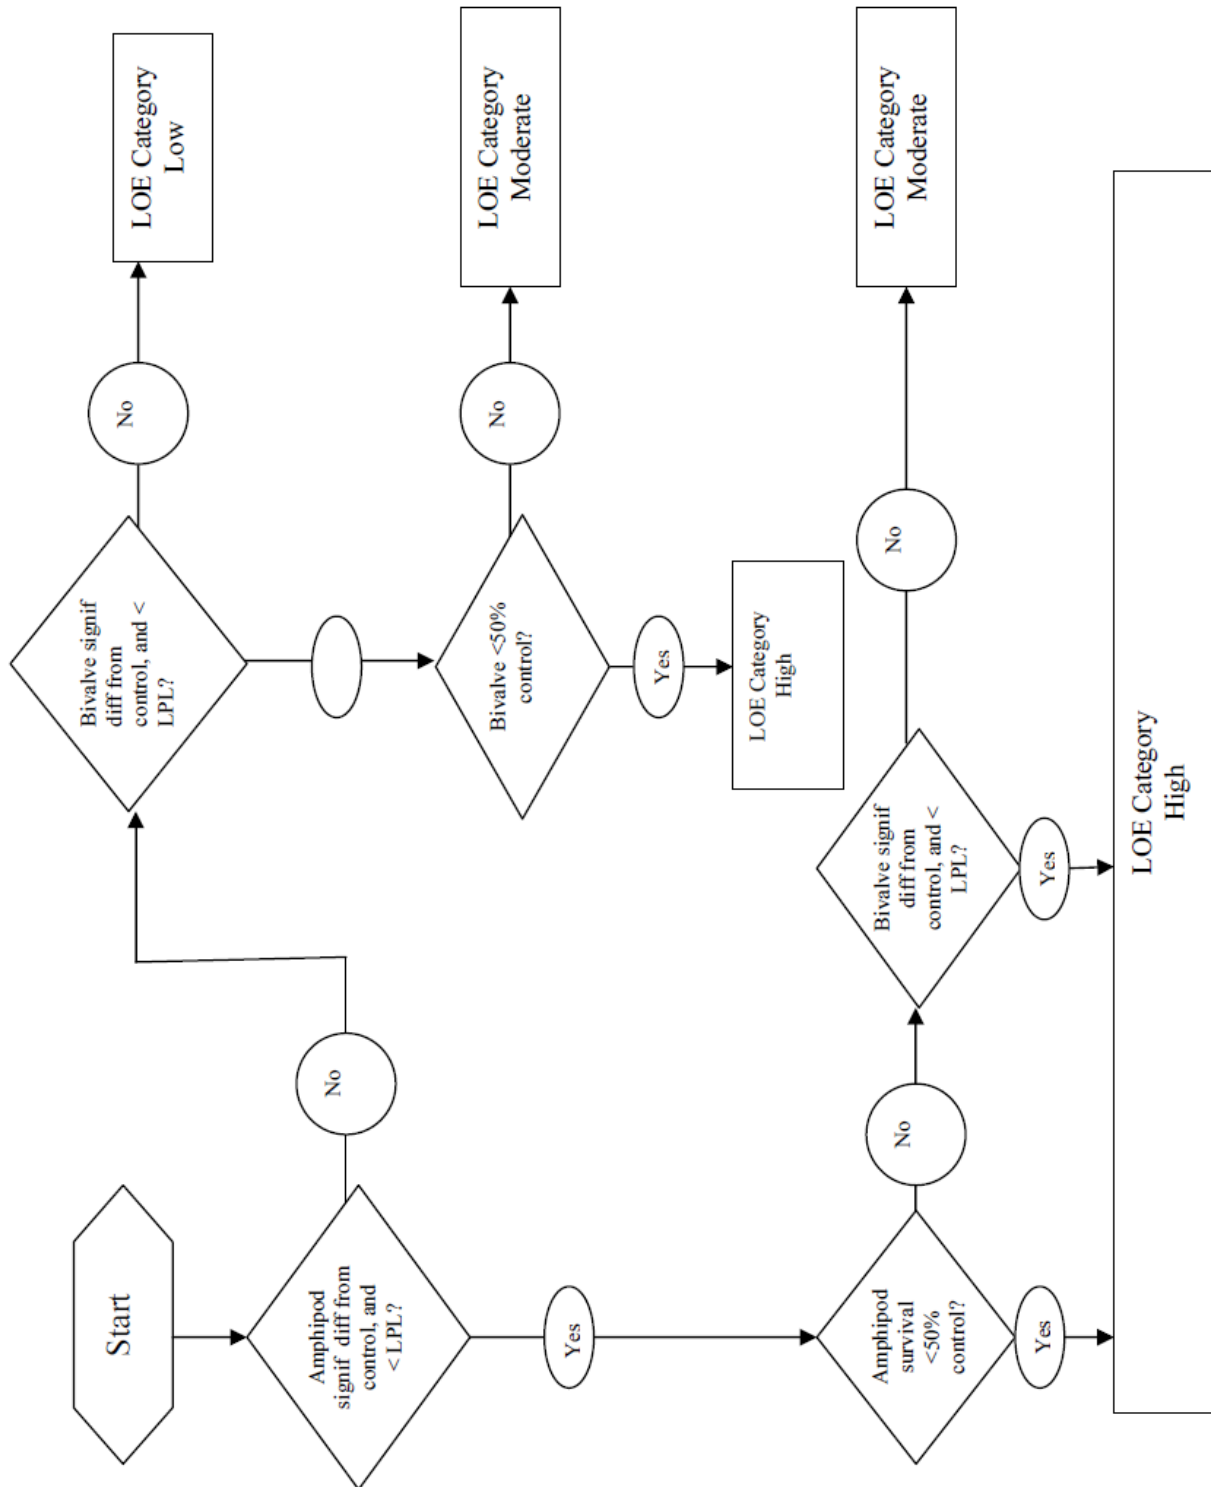 Start
Amphipod
signif diff from
control, and
< LPL?
No
Bivalve signif
diff from
control, and <
LPL?
No
LOE Category
Low
Bivalve <50%
control?
No
LOE Category
Moderate
Yes
LOE Category
High
Yes
Amphipod
survival
<50%
control?
No
Bivalve signif
diff from
control, and <
LPL?
No
LOE Category
Moderate
Yes
Yes
LOE Category
High